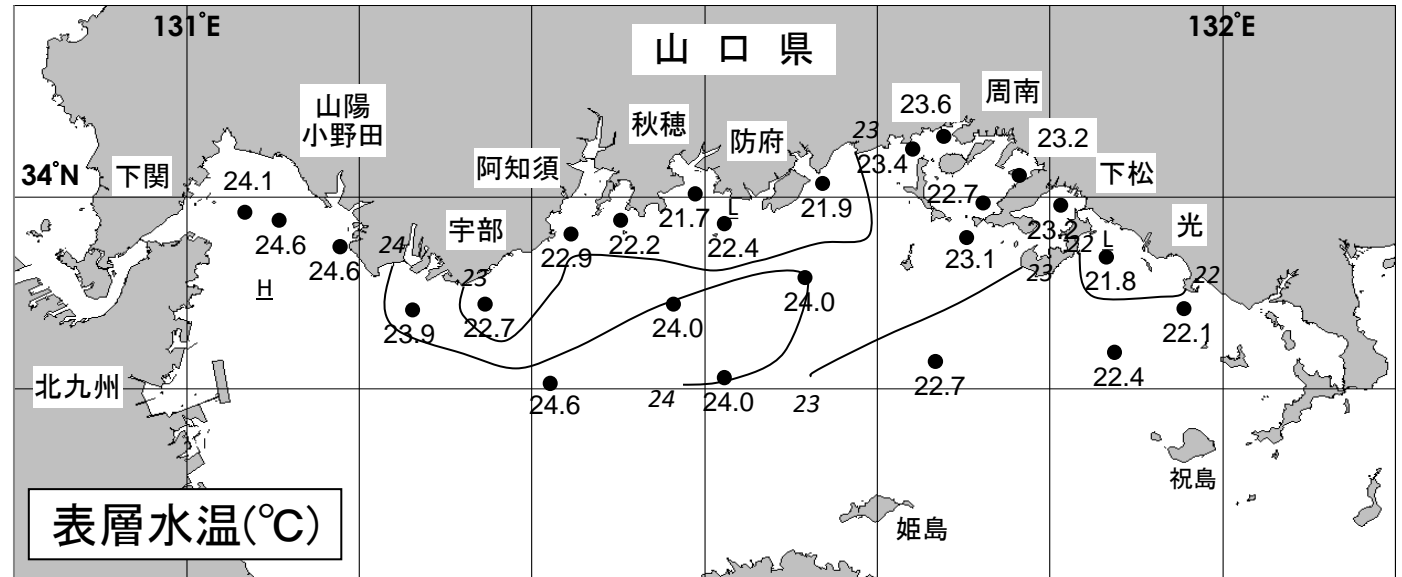 131°E
132°E
山口県
23.6
周南
山陽
小野田
秋穂
防府
23
23.4
23.2
34°N
下関
阿知須
下松
24.1
22.7
21.7
L
21.9
24.6
宇部
22.9
22.2
22.4
23.2
光
24.6
24
23.1
22
L
H
23
24.0
23
21.8
22
23.9
22.7
24.0
22.1
北九州
24.6
24
24.0
23
22.7
22.4
祝島
表層水温(℃)
姫島